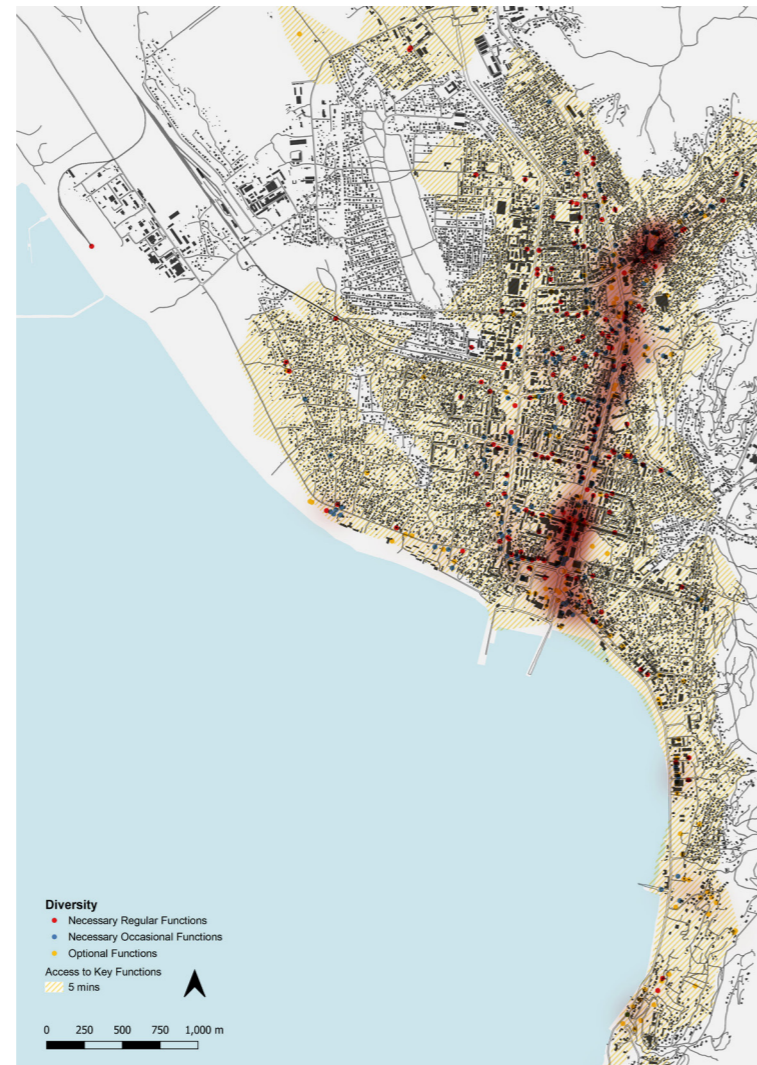 Diversity
Necessary Regular Functions
Necessary Occasional Functions
Optional Functions
Access to Key Functions
5 mins
0 250 500 750 1,000 m